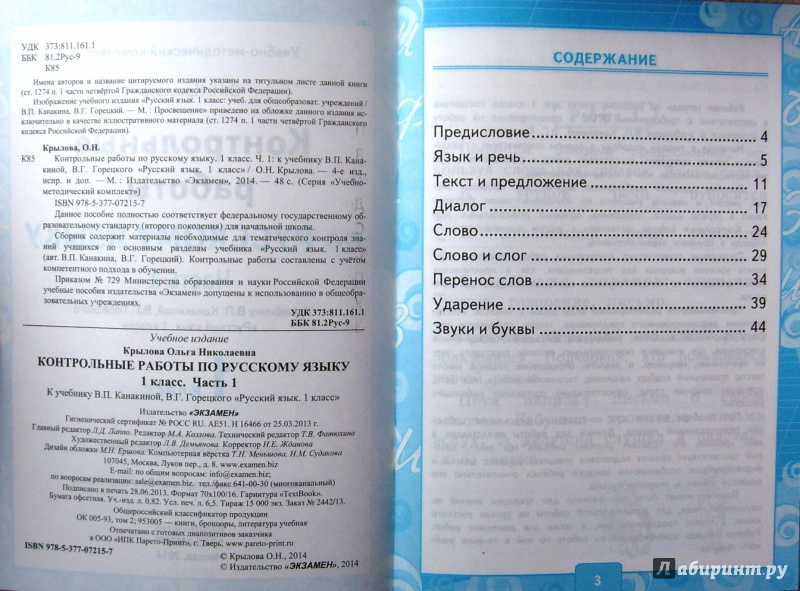 УДК 373:811.161.1
ББК 81.2Рус-9
К85
Имена авторов и название цитируемого издания указаны на титульном листе данной книги
(ст. 1274 п. 1 части четвёртой Гражданского кодекса Российской Федерации).
Изображение учебного издания «Русский язык. 1 класс: учеб. для общеобразоват. учреждений /
В.П. Канакина, В.Г. Горецкий. — М. : Просвещение» приведено на обложке данного издания ис-
ключительно в качестве иллюстративного материала (ст. 1274 п. 1 части четвёртой Гражданского
кодекса Российской Федерации).
Крылова, О.Н.
К85 Контрольные работы по русскому языку. 1 класс. Ч. 1: к учебнику В.П. Кана-
киной, В.Г. Горецкого «Русский язык. 1 класс» / О.Н. Крылова. — 4-е изд.,
испр. и доп. — М. : Издательство «Экзамен», 2014. — 48 с. (Серия «Учебно-
методический комплект»)
ISBN 978-5-377-07215-7
Данное пособие полностью соответствует федеральному государственному об-
разовательному стандарту (второго поколения) для начальной школы.
Сборник содержит материалы необходимые для тематического контроля зна-
ний учащихся по основным разделам учебника «Русский язык. 1 класс»
(авт. В.П. Канакина, В.Г. Горецкий). Контрольные работы составлены с учётом
компетентного подхода в обучении.
Приказом № 729 Министерства образования и науки Российской Федерации
учебные пособия издательства «Экзамен» допущены к использованию в общеобра-
зовательных учреждениях.
УДК 373:811.161.1
ББК 81.2Рус-9
Учебное издание
Крылова Ольга Николаевна
КОНТРОЛЬНЫЕ РАБОТЫ ПО РУССКОМУ ЯЗЫКУ
1 класс. Часть 1
К учебнику В.П. Канакиной, В.Г. Горецкого «Русский язык. 1 класс»
Издательство «ЭКЗАМЕН»
Гигиенический сертификат № РОСС RU. АЕ51. Н 16466 от 25.03.2013 г.
Главный редактор Л.Д. Лаппо. Редактор М.А. Козлова. Технический редактор Т.В. Фатюхина
Художественный редактор Л.В. Демьянова. Корректор Н.Е. Жданова
Дизайн обложки М.Н. Ершова. Компьютерная вёрстка Т.Н. Меньшова, Н.М. Судакова
107045, Москва, Луков пер., д. 8. www.examen.biz
E-mail: по общим вопросам: info@examen.biz;
по вопросам реализации: sale@examen.biz. тел./факс 641-00-30 (многоканальный)
Подписано в печать 28.06.2013. Формат 70х100/16. Гарнитура «TextBook».
Бумага офсетная. Уч.-изд. л. 0,82. Усл. печ. л. 6,5. Тираж 15 000 экз. Заказ № 2442/13.
Общероссийский классификатор продукции
ОК 005-93, том 2; 953005 — книги, брошюры, литература учебная
Отпечатано с готовых диапозитивов заказчика
в ООО «ИПК Парето-Принт», г. Тверь, www.pareto-print.ru
ISBN 978-5-377-07215-7
© Крылова О.Н., 2014
© Издательство «ЭКЗАМЕН», 2014
СОДЕРЖАНИЕ
Предисловие 4
Язык и речь 5
Текст и предложение 11
Диалог 17
Слово 24
Слово и слог 29
Перенос слов 34
Ударение 39
Звуки и буквы 44
3
Лабиринт.ру